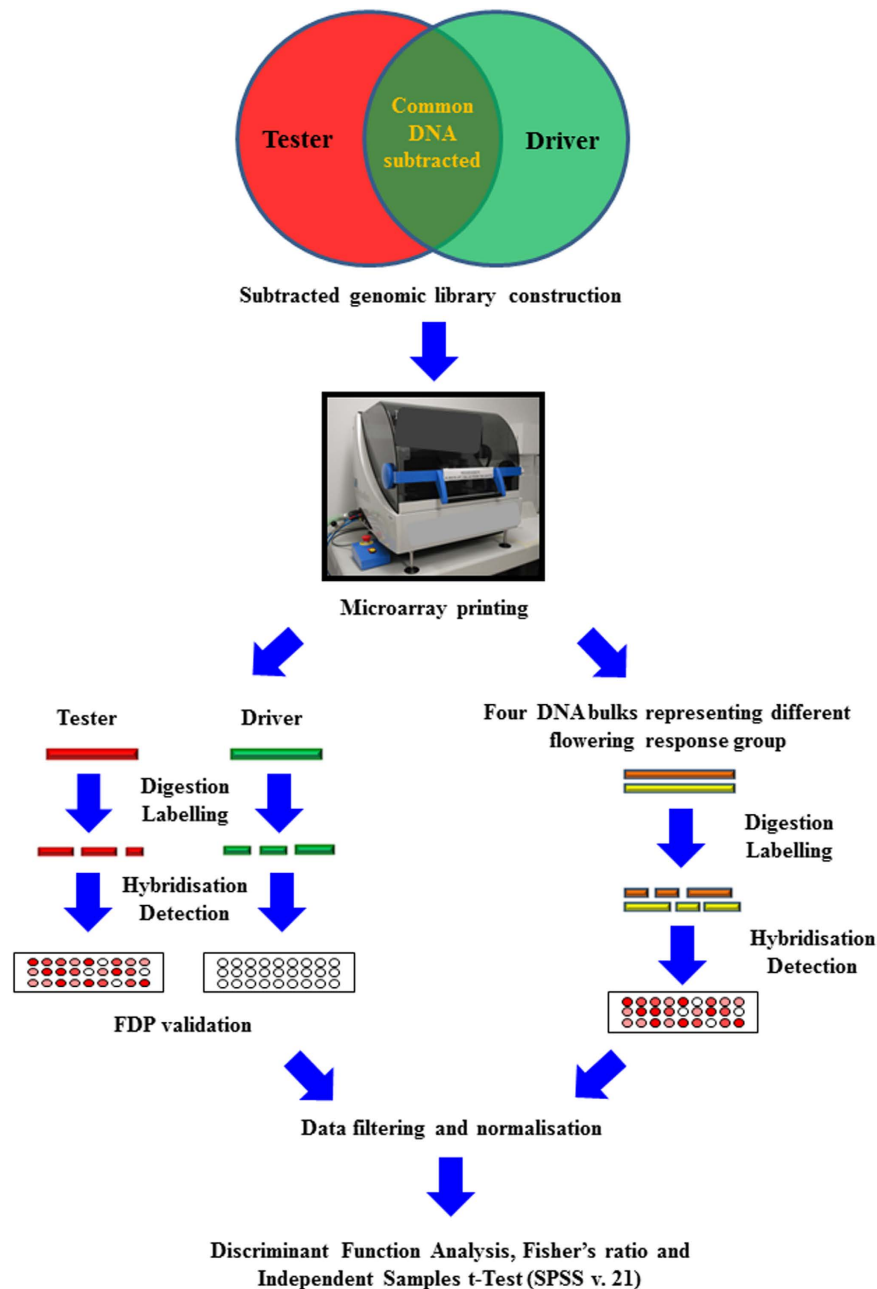 Tester
Common
DNA
subtracted
Driver
Subtracted genomic library construction
Microarray printing
Tester
Driver
Digestion
Labelling
Hybridisation
Detection
FDP validation
Four DNA bulks representing different
flowering response group
Digestion
Labelling
Hybridisation
Detection
Data filtering and normalisation
Discriminant Function Analysis, Fisher's ratio and
Independent Samples t-Test (SPSS v. 21)